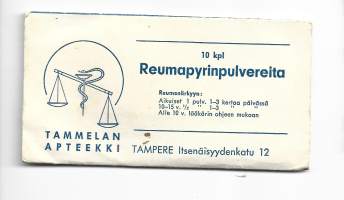 10 kpl
Reumapyrinpulvereita
Reumasärkyyn:
Aikuiset 1 pulv. 1-3 kertaa päivässä
10-15 v. ½ " 1-3 " "
Alle 10 v. lääkärin ohjeen mukaan
TAMMELAN
APTEEKKI TAMPERE Itsenäisyydenkatu 12